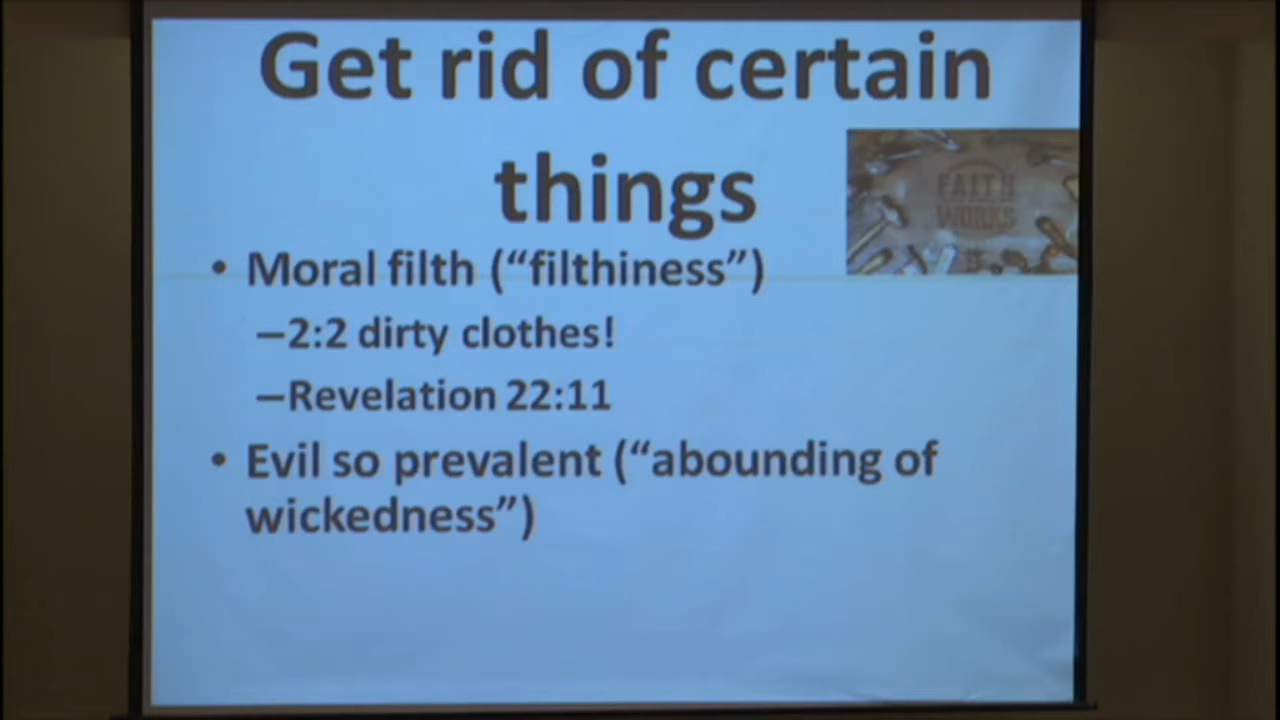 Get rid of certain
things
FAITH
WORKS
• Moral filth (“filthiness”)
–2:2 dirty clothes!
–Revelation 22:11
• Evil so prevalent (“abounding of
wickedness”)